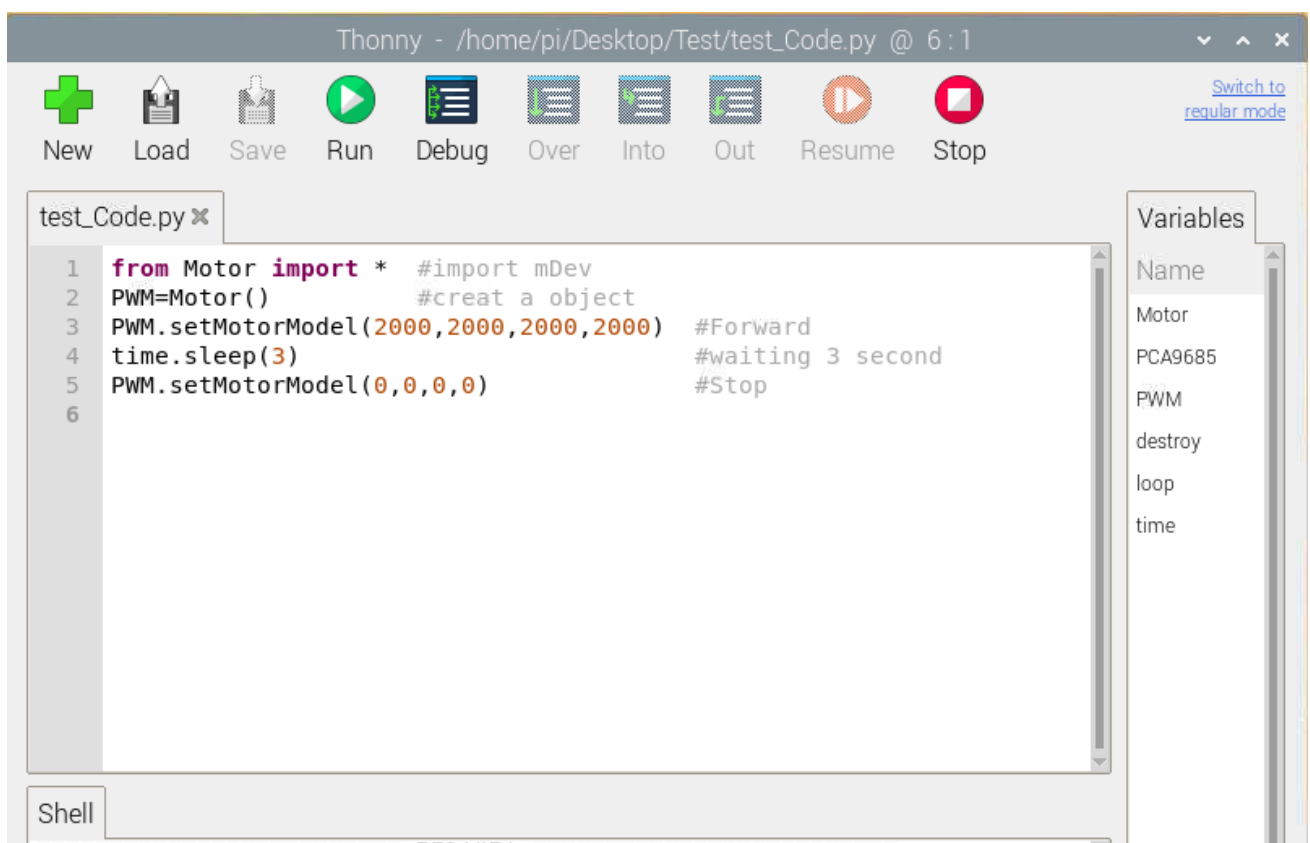 Thonny - /home/pi/Desktop/Test/test_Code.py @ 6 : 1
New Load Save Run Debug Over Into Out Resume Stop
Switch to
regular mode
test_Code.py
1 from Motor import * #import mDev
2 PWM=Motor() #creat a object
3 PWM.setMotorModel(2000,2000,2000,2000) #Forward
4 time.sleep(3) #waiting 3 second
5 PWM.setMotorModel(0,0,0,0) #Stop
6
Variables
Name
Motor
PCA9685
PWM
destroy
loop
time
Shell